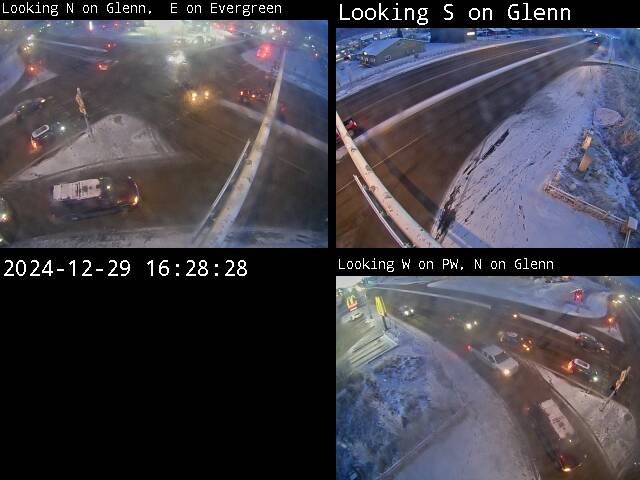 Looking N on Glenn,  E on Evergreen
Looking S on Glenn
2024-12-29 16:28:28
Looking W on PW, N on Glenn